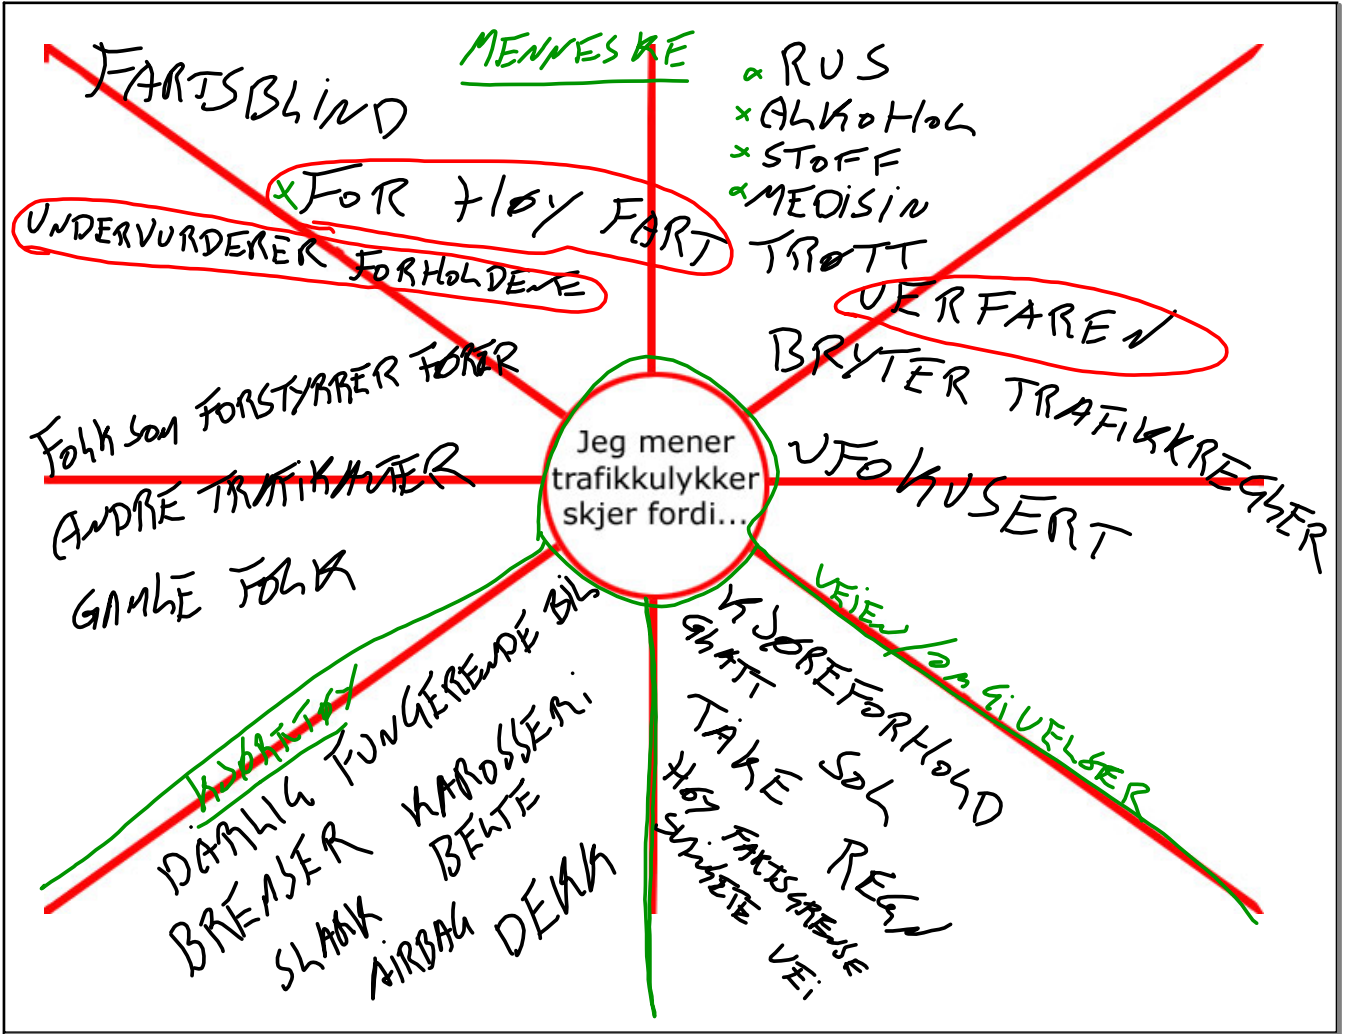 MENNESKE
FARTSBLIND
x FOR HØY FART
UNDERVURDERER FORHOLDENE
RUS
x ALKOHOL
x STOFF
MEDISIN
TRØTT
UERFAREN
BRYTER TRAFIKKREGLER
UFOKUSERT
FOLK SOM FORSTYRRER FØRER
ANDRE TRAFIKANTER
GAMLE FOLK
Jeg mener
trafikkulykker
skjer fordi...
KJØRETØY
DÅRLIG FUNGERENDE BIL
BREMSER KAROSSERI
SLARK BELTE
AIRBAG DEKK
VEIEN/OMGIVELSER
KJØREFORHOLD
GLATT
TÅKE SOL
REGN
HØY FARTSGRENSE
SVINGETE VEI